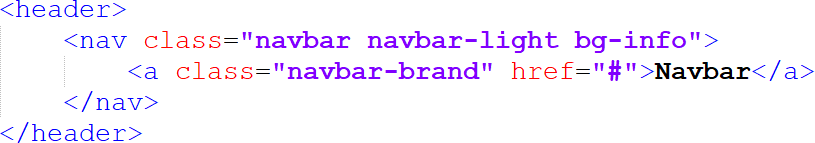 <header>
    <nav class="navbar navbar-light bg-info">
        <a class="navbar-brand" href="#">Navbar</a>
    </nav>
</header>